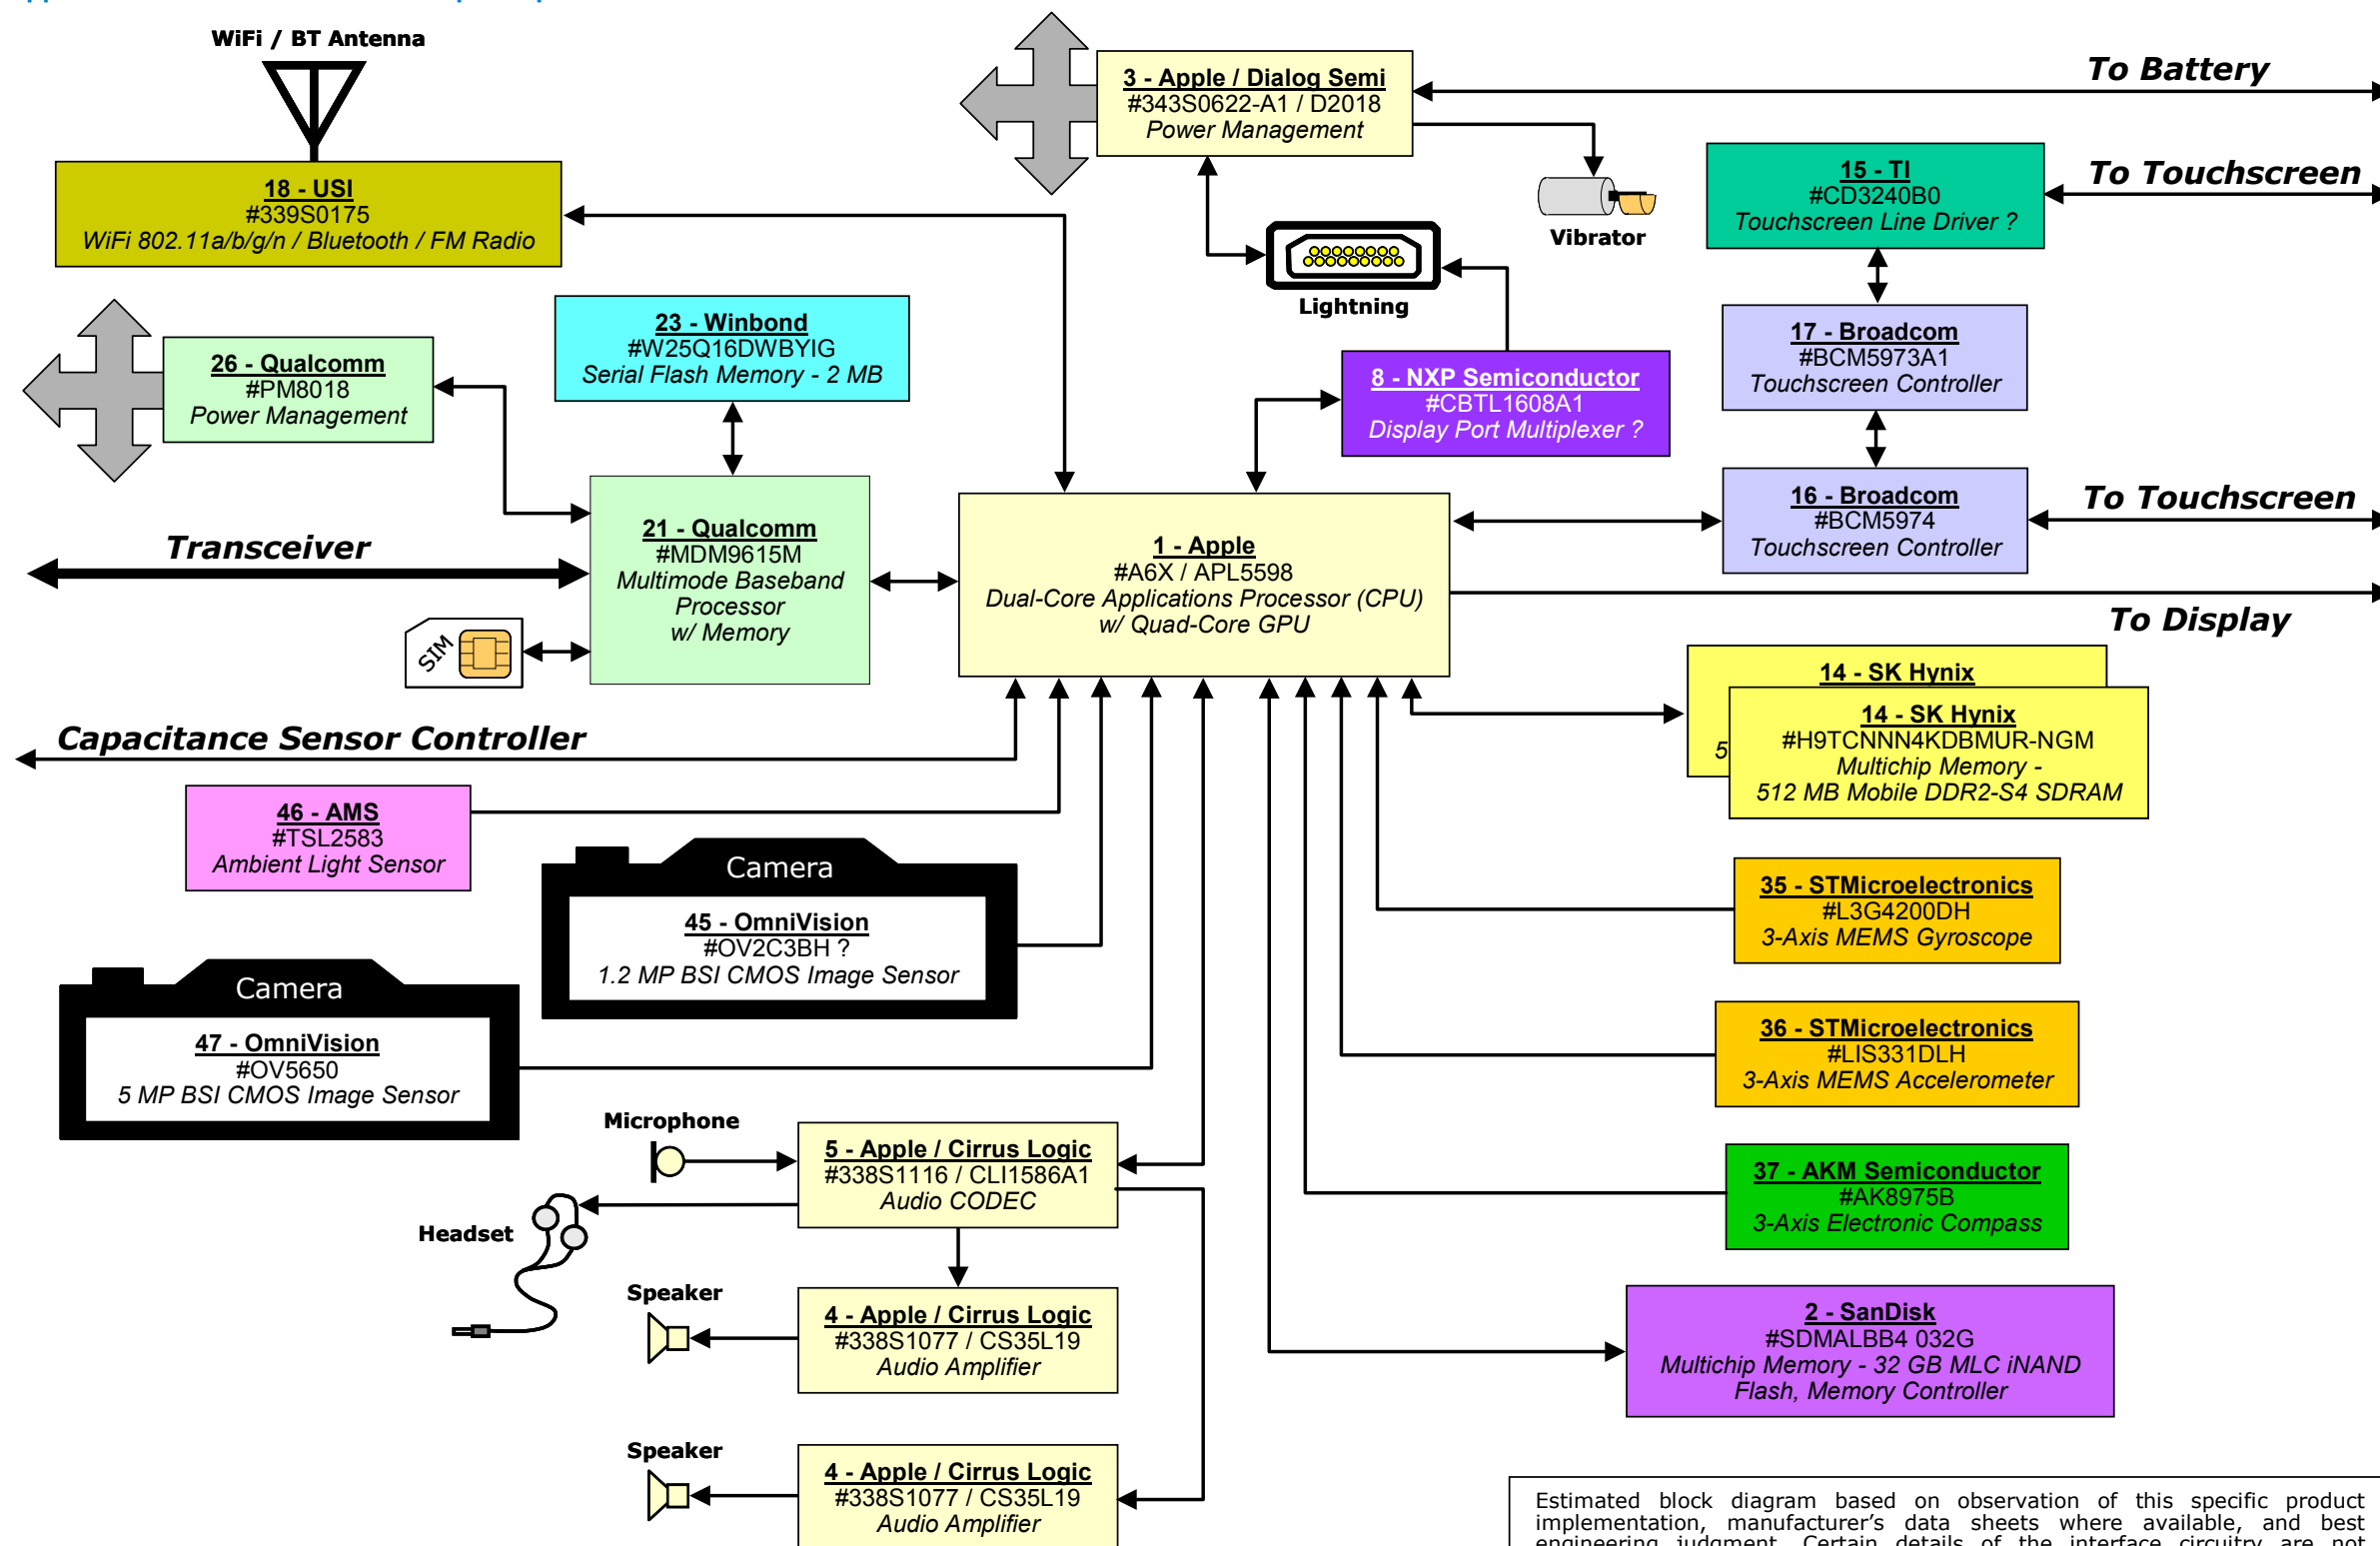 WiFi / BT Antenna
18 - USI
#339S0175
WiFi 802.11a/b/g/n / Bluetooth / FM Radio
3 - Apple / Dialog Semi
#343S0622-A1 / D2018
Power Management
To Battery
Vibrator
Lightning
15 - TI
#CD3240B0
Touchscreen Line Driver ?
To Touchscreen
17 - Broadcom
#BCM5973A1
Touchscreen Controller
26 - Qualcomm
#PM8018
Power Management
23 - Winbond
#W25Q16DWBYIG
Serial Flash Memory - 2 MB
8 - NXP Semiconductor
#CBTL1608A1
Display Port Multiplexer ?
16 - Broadcom
#BCM5974
Touchscreen Controller
To Touchscreen
Transceiver
21 - Qualcomm
#MDM9615M
Multimode Baseband
Processor
w/ Memory
SIM
1 - Apple
#A6X / APL5598
Dual-Core Applications Processor (CPU)
w/ Quad-Core GPU
To Display
14 - SK Hynix
5
14 - SK Hynix
#H9TCNNN4KDBMUR-NGM
Multichip Memory -
512 MB Mobile DDR2-S4 SDRAM
Capacitance Sensor Controller
46 - AMS
#TSL2583
Ambient Light Sensor
Camera
45 - OmniVision
#OV2C3BH ?
1.2 MP BSI CMOS Image Sensor
35 - STMicroelectronics
#L3G4200DH
3-Axis MEMS Gyroscope
Camera
47 - OmniVision
#OV5650
5 MP BSI CMOS Image Sensor
36 - STMicroelectronics
#LIS331DLH
3-Axis MEMS Accelerometer
Microphone
5 - Apple / Cirrus Logic
#338S1116 / CLI1586A1
Audio CODEC
Headset
37 - AKM Semiconductor
#AK8975B
3-Axis Electronic Compass
Speaker
4 - Apple / Cirrus Logic
#338S1077 / CS35L19
Audio Amplifier
2 - SanDisk
#SDMALBB4 032G
Multichip Memory - 32 GB MLC iNAND
Flash, Memory Controller
Speaker
4 - Apple / Cirrus Logic
#338S1077 / CS35L19
Audio Amplifier
Estimated block diagram based on observation of this specific product
implementation, manufacturer's data sheets where available, and best
engineering judgment. Certain details of the interface circuitry are not